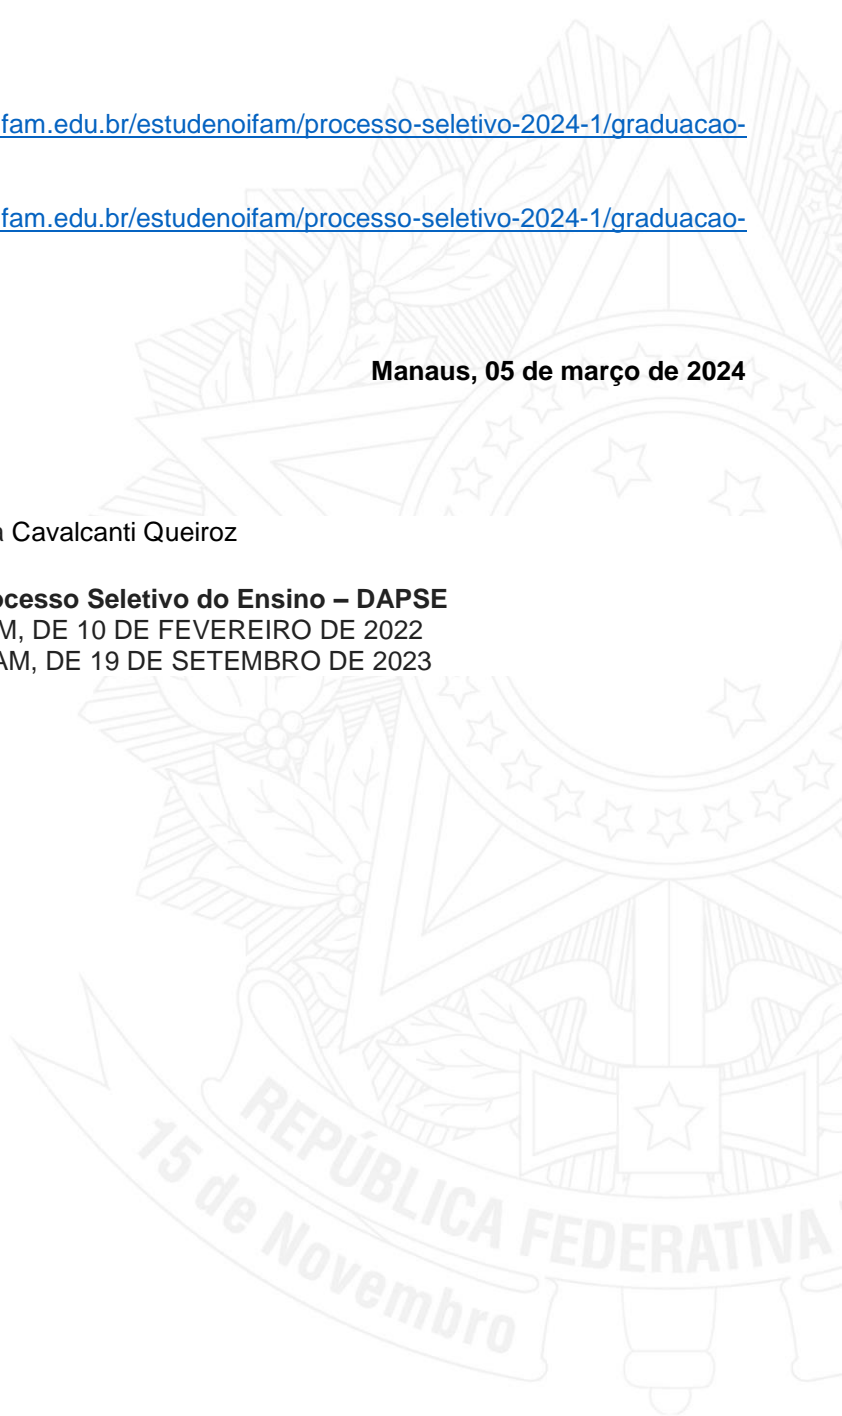 fam.edu.br/estudenoifam/processo-seletivo-2024-1/graduacao-
fam.edu.br/estudenoifam/processo-seletivo-2024-1/graduacao-
Manaus, 05 de março de 2024
Cavalcanti Queiroz
ocesso Seletivo do Ensino – DAPSE
M, DE 10 DE FEVEREIRO DE 2022
AM, DE 19 DE SETEMBRO DE 2023
REPÚBLICA FEDERATIVA
15 de Novembro